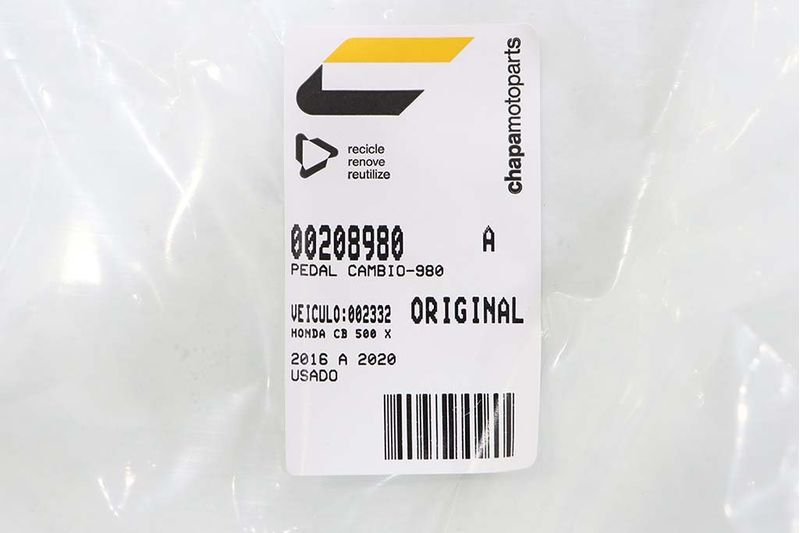 chapamotoparts
recicle
renove
reutilize
00208980 A
PEDAL CAMBIO-980
VEICULO:002332 ORIGINAL
HONDA CB 500 X
2016 A 2020
USADO